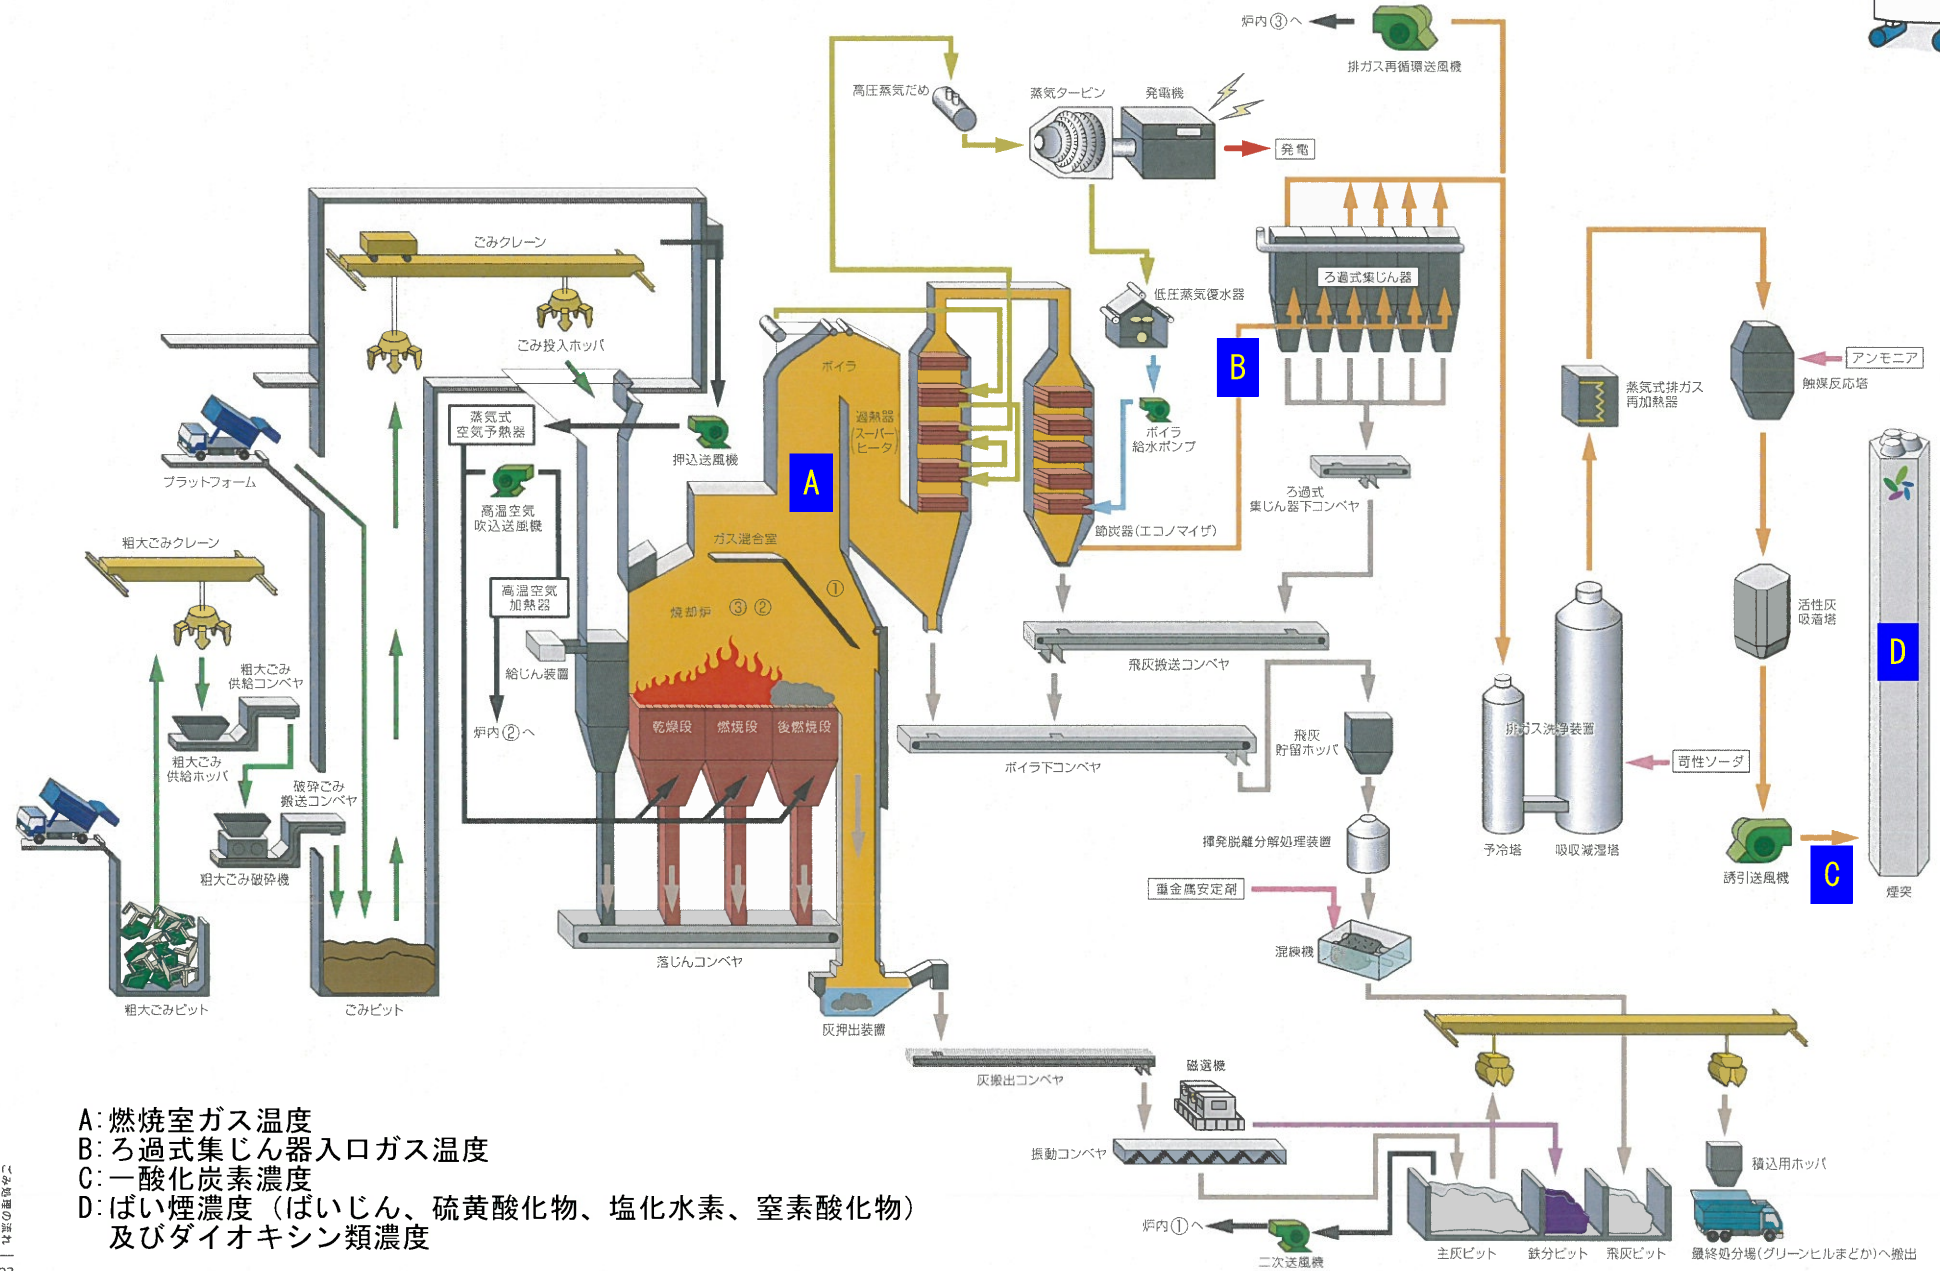 炉内③へ
排ガス再循環送風機
高圧蒸気だめ
蒸気タービン
発電機
発電
ごみクレーン
ろ過式集じん器
低圧蒸気復水器
ごみ投入ホッパ
ボイラ
B
アンモニア
触媒反応塔
蒸気式排ガス
再加熱器
蒸気式
空気予熱器
過熱器
(スーパー
ヒータ)
ボイラ
給水ポンプ
押込送風機
プラットフォーム
A
ろ過式
集じん器下コンベヤ
高温空気
吹込送風機
ガス混合室
節炭器(エコノマイザ)
粗大ごみクレーン
高温空気
加熱器
①
焼却炉 ③ ②
活性炭
吸着塔
D
給じん装置
飛灰搬送コンベヤ
粗大ごみ
供給コンベヤ
炉内②へ
乾燥段
燃焼段
後燃焼段
排ガス洗浄装置
飛灰
貯留ホッパ
ボイラ下コンベヤ
苛性ソーダ
粗大ごみ
供給ホッパ
破砕ごみ
搬送コンベヤ
揮発脱離分解処理装置
予冷塔
吸収減湿塔
粗大ごみ破砕機
誘引送風機
C
煙突
重金属安定剤
混練機
落じんコンベヤ
粗大ごみピット
ごみピット
灰押出装置
灰搬出コンベヤ
磁選機
振動コンベヤ
積込用ホッパ
炉内①へ
二次送風機
主灰ピット
鉄分ピット
飛灰ピット
最終処分場(グリーンヒルまどか)へ搬出
A:燃焼室ガス温度
B:ろ過式集じん器入口ガス温度
C:一酸化炭素濃度
D:ばい煙濃度（ばいじん、硫黄酸化物、塩化水素、窒素酸化物）
及びダイオキシン類濃度
ごみ処理の流れ